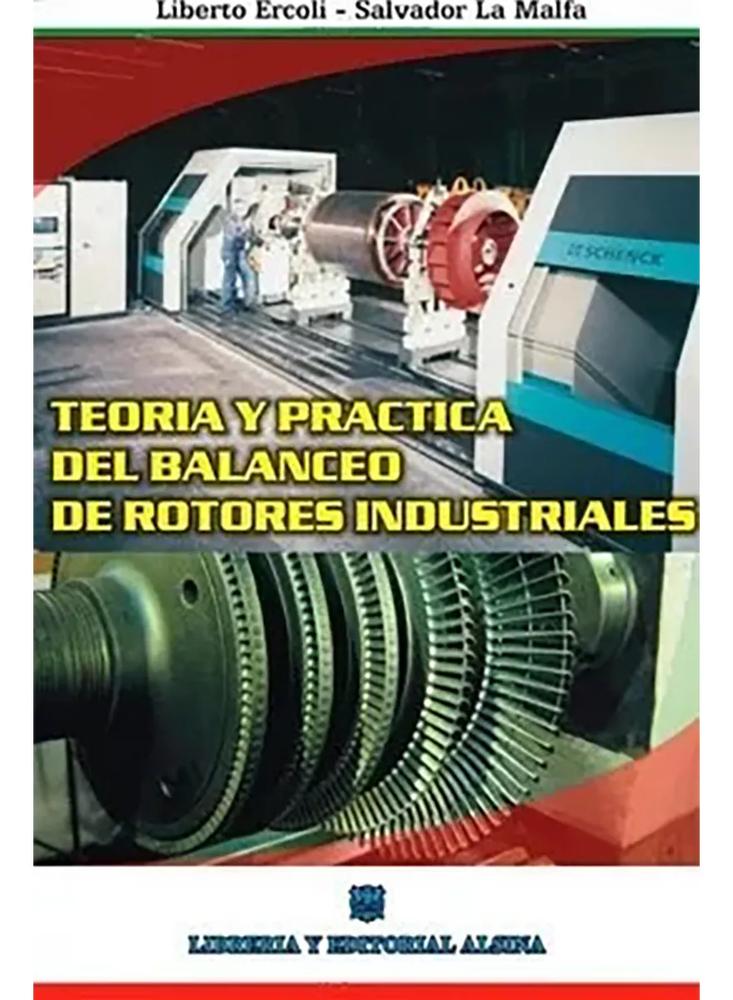 Liberto Ercoli - Salvador La Malfa
SCHENCK
TEORIA Y PRACTICA
DEL BALANCEO
DE ROTORES INDUSTRIALES
LIBRERIA Y EDITORIAL ALSINA